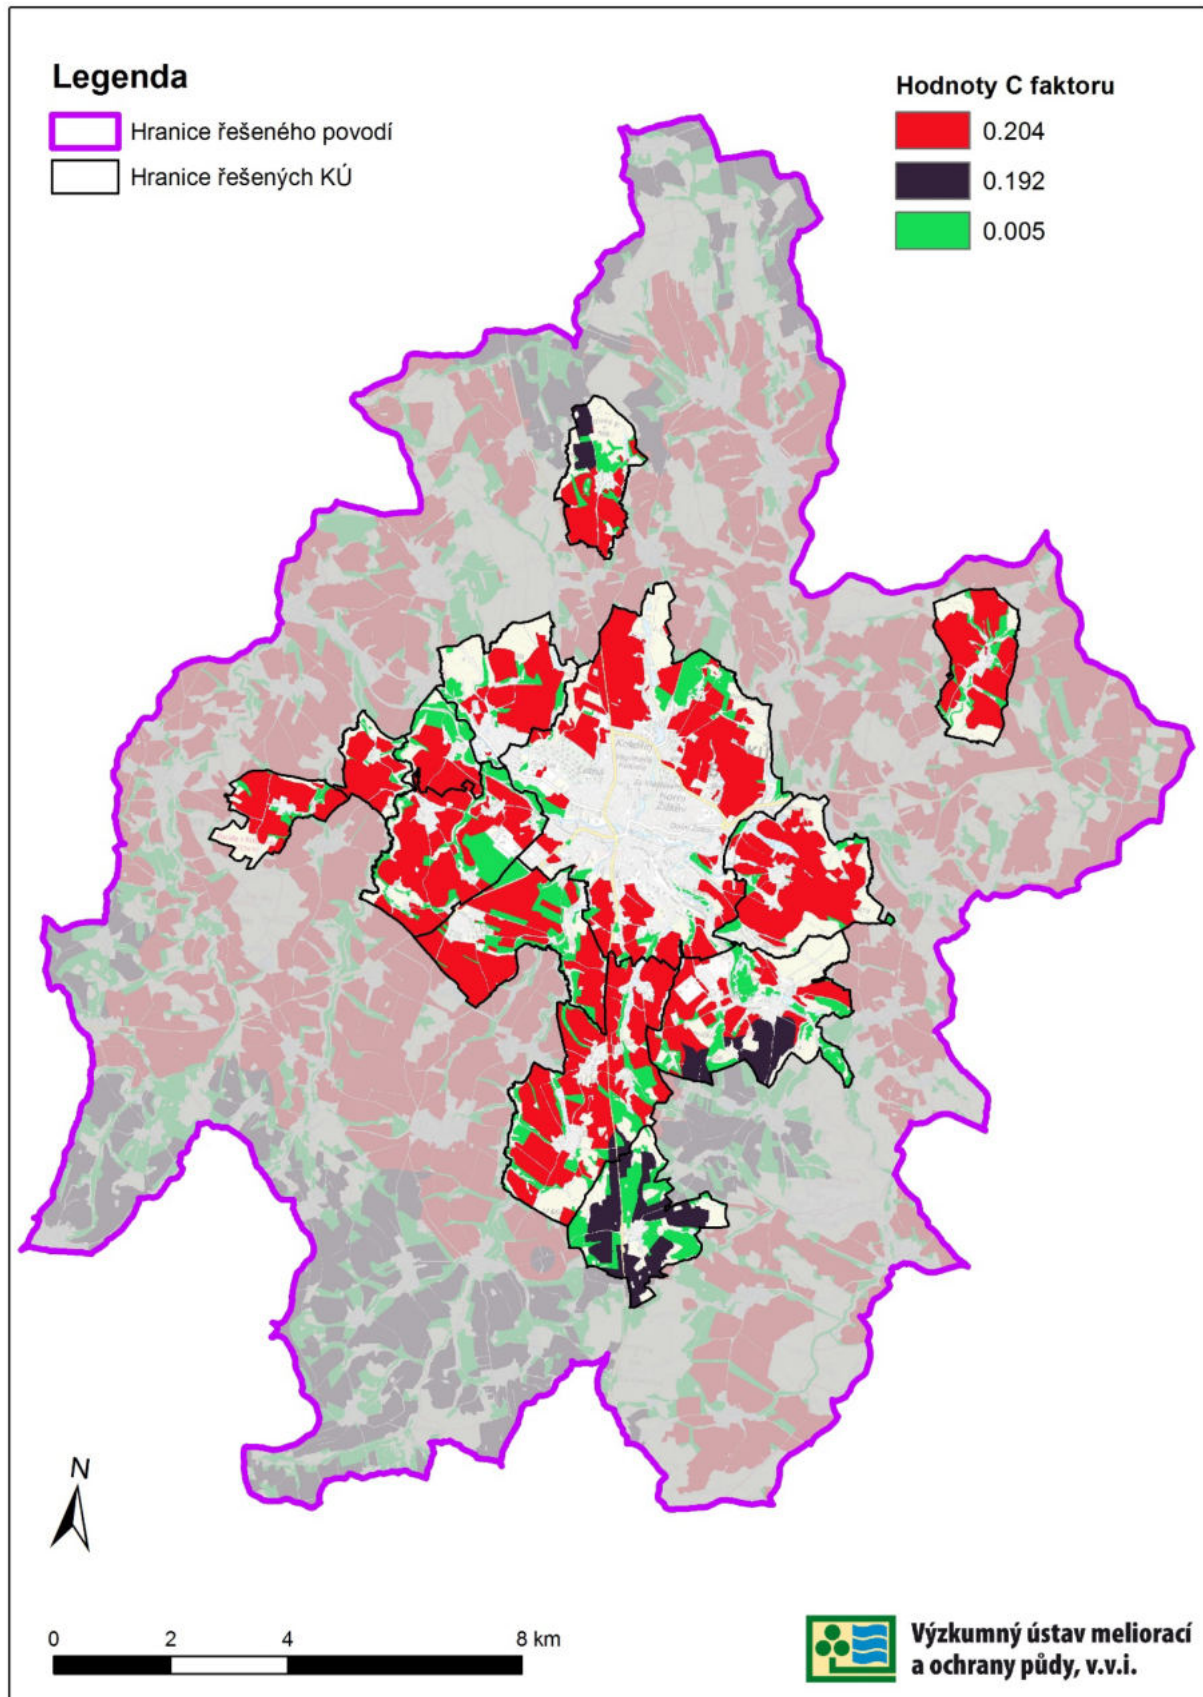 Legenda
Hranice řešeného povodí
Hranice řešených KÚ
Hodnoty C faktoru
0.204
0.192
0.005
KÚ
N
0 2 4 8 km
Výzkumný ústav meliorací
a ochrany půdy, v.v.i.